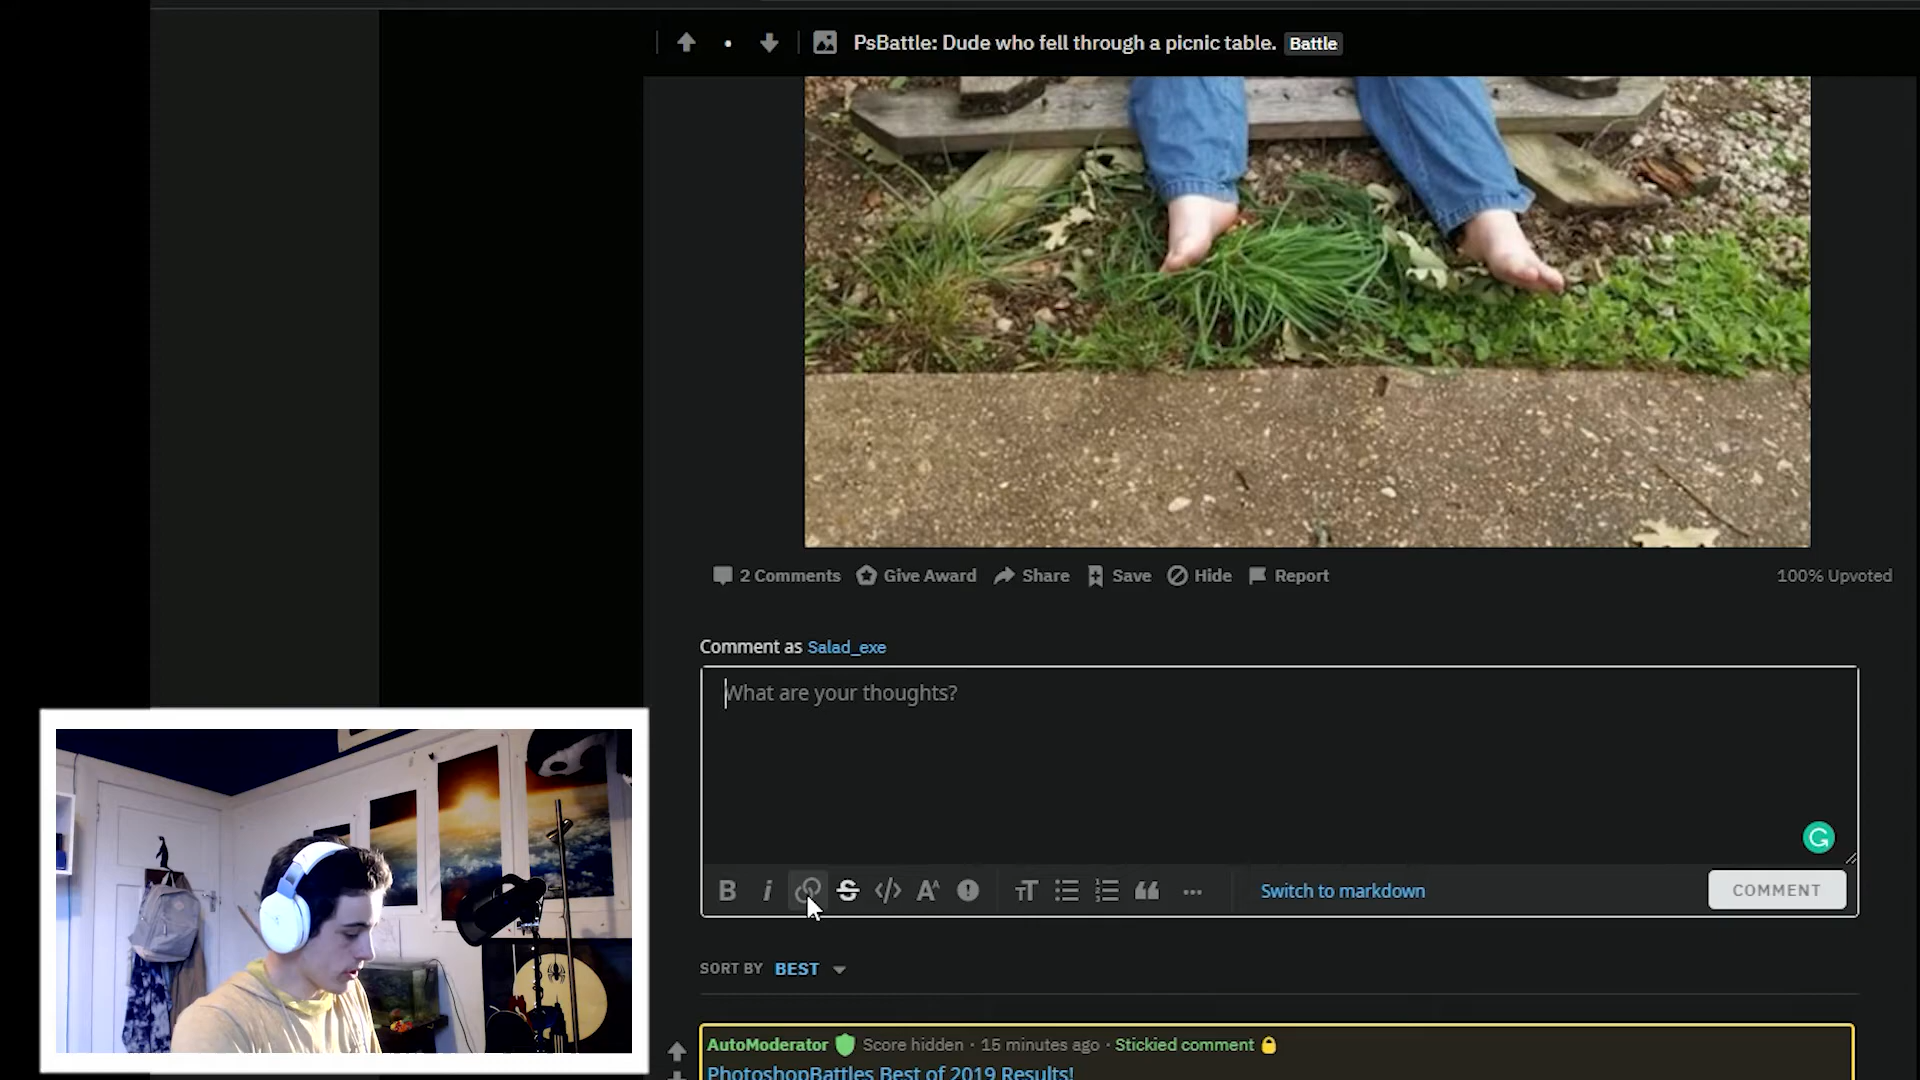 PsBattle: Dude who fell through a picnic table. Battle
2 Comments Give Award Share Save Hide Report 100% Upvoted
Comment as Salad_exe
What are your thoughts?
B i S </> A^A TT Switch to markdown COMMENT
SORT BY BEST
AutoModerator Score hidden · 15 minutes ago · Stickied comment
PhotoshopBattles Best of 2019 Results!